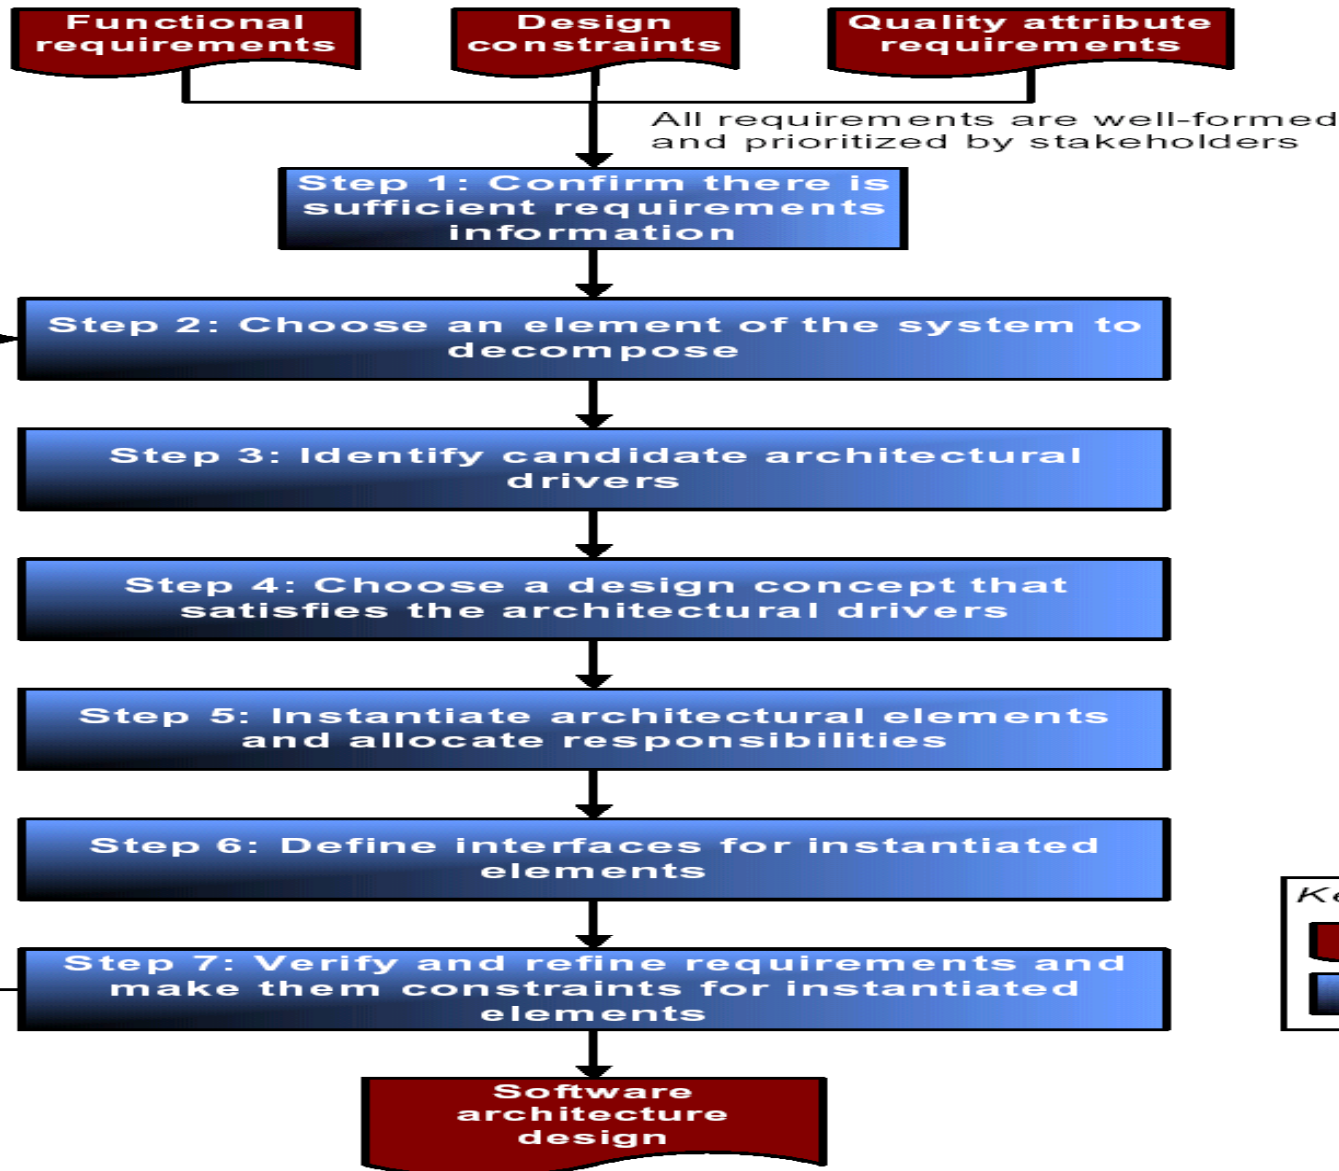 Functional
requirements
Design
constraints
Quality attribute
requirements
All requirements are well-formed
and prioritized by stakeholders
Step 1: Confirm there is
sufficient requirements
information
Step 2: Choose an element of the system to
decompose
Step 3: Identify candidate architectural
drivers
Step 4: Choose a design concept that
satisfies the architectural drivers
Step 5: Instantiate architectural elements
and allocate responsibilities
Step 6: Define interfaces for instantiated
elements
Step 7: Verify and refine requirements and
make them constraints for instantiated
elements
Software
architecture
design